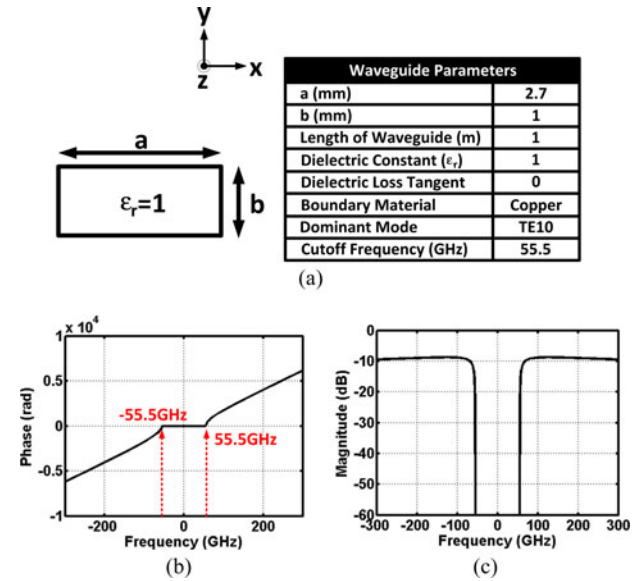 y
z
x
a
εr=1
b
Waveguide Parameters
a (mm) 2.7
b (mm) 1
Length of Waveguide (m) 1
Dielectric Constant (εr) 1
Dielectric Loss Tangent 0
Boundary Material Copper
Dominant Mode TE10
Cutoff Frequency (GHz) 55.5
(a)
x 10^4
1
0.5
0
-0.5
-1
Phase (rad)
-55.5GHz
55.5GHz
-200 0 200
Frequency (GHz)
(b)
0
-10
-20
-30
-40
-50
-60
Magnitude (dB)
-300 -200 -100 0 100 200 300
Frequency (GHz)
(c)